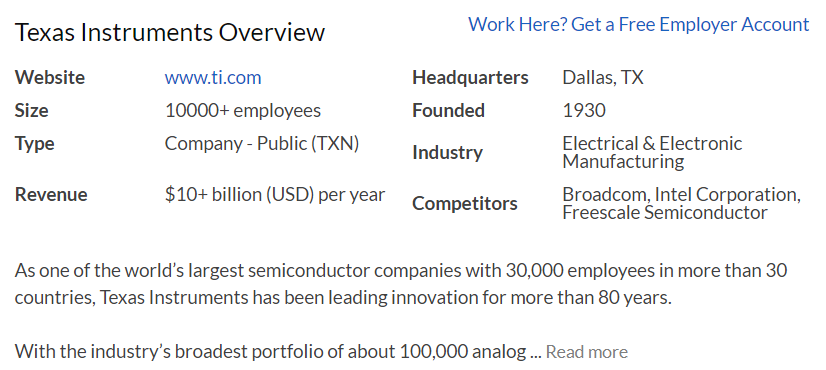 Texas Instruments Overview
Work Here? Get a Free Employer Account
Website www.ti.com
Headquarters Dallas, TX
Size 10000+ employees
Founded 1930
Type Company - Public (TXN)
Industry Electrical & Electronic
Manufacturing
Revenue $10+ billion (USD) per year
Competitors Broadcom, Intel Corporation,
Freescale Semiconductor
As one of the world’s largest semiconductor companies with 30,000 employees in more than 30
countries, Texas Instruments has been leading innovation for more than 80 years.
With the industry’s broadest portfolio of about 100,000 analog ... Read more